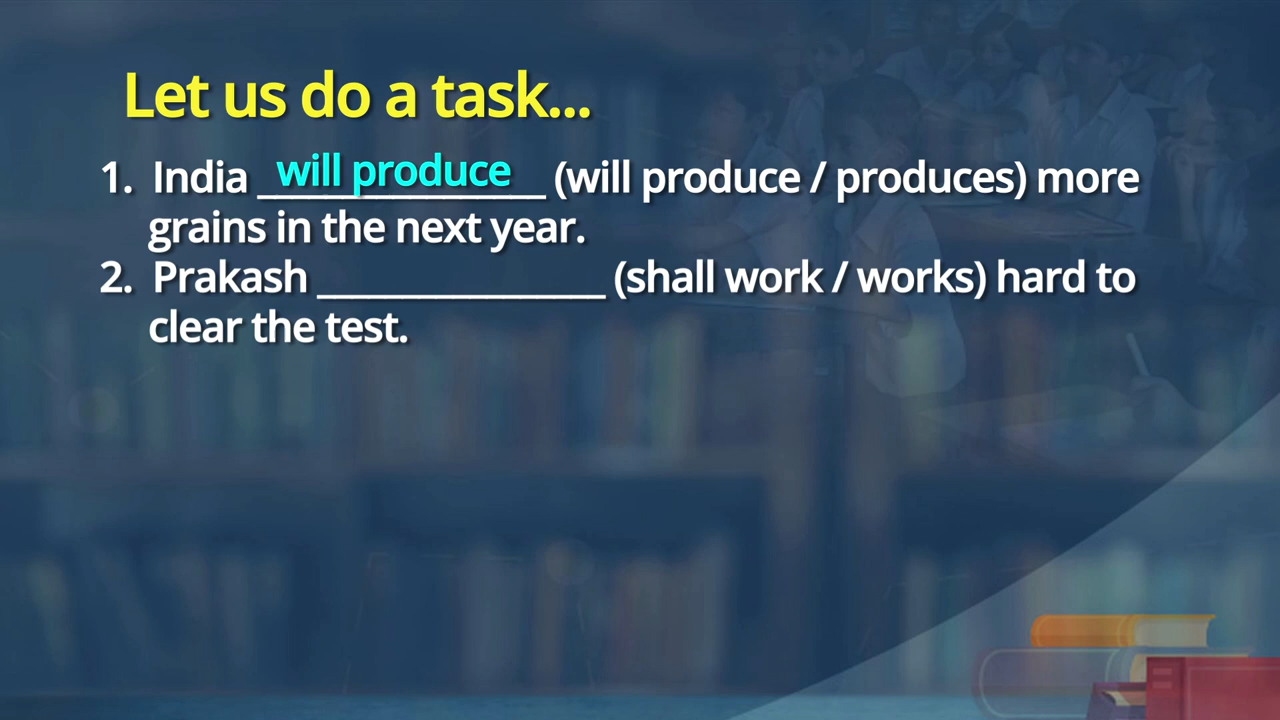 Let us do a task...
1. India will produce (will produce / produces) more
grains in the next year.
2. Prakash _______________ (shall work / works) hard to
clear the test.